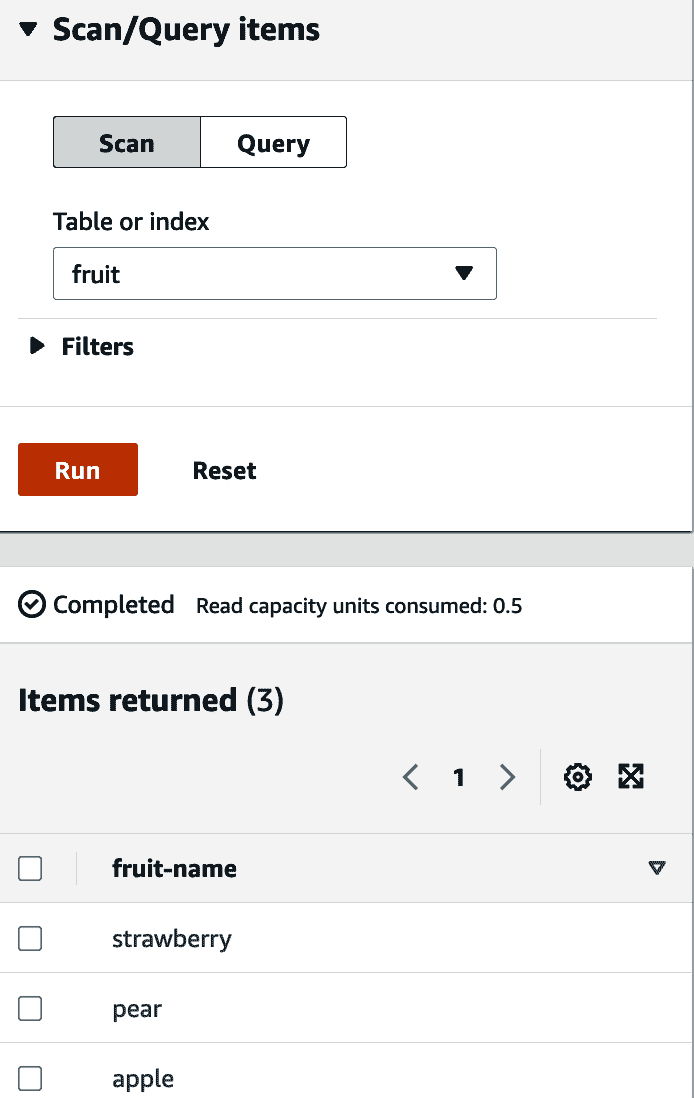 Scan/Query items
Scan Query
Table or index
fruit
Filters
Run Reset
Completed Read capacity units consumed: 0.5
Items returned (3)
1
fruit-name
strawberry
pear
apple